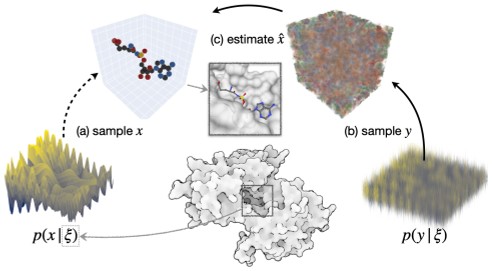 (c) estimate x̂
(a) sample x
(b) sample y
p(x|ξ)
p(y|ξ)